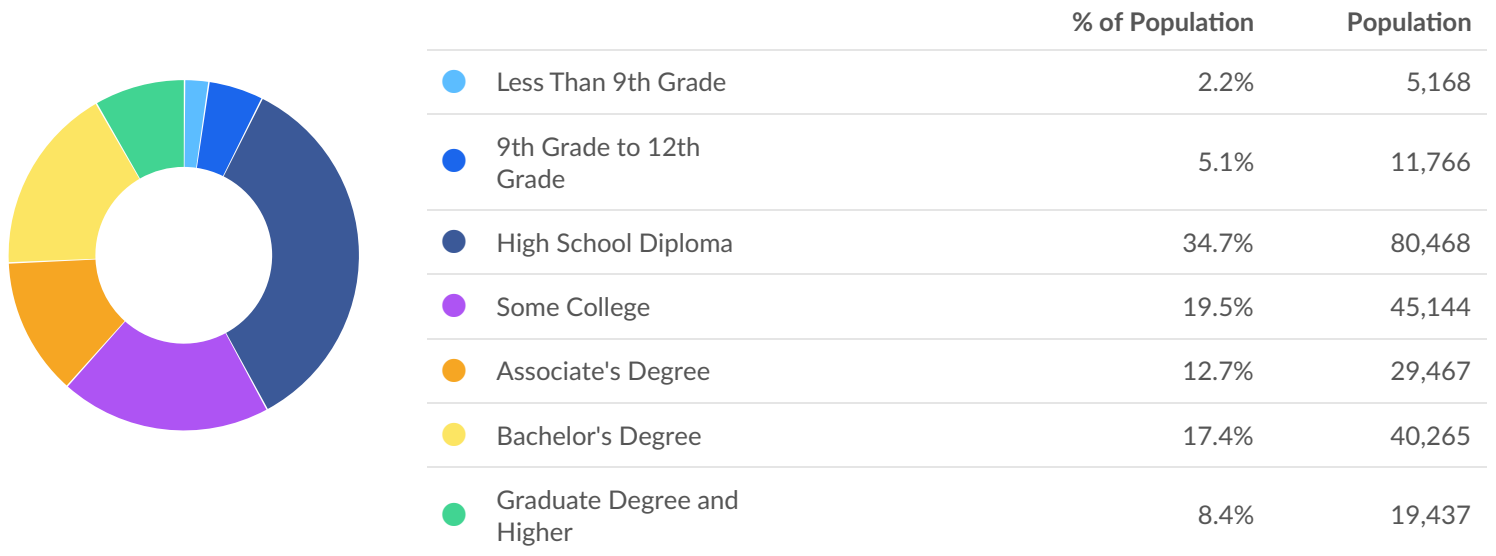 % of Population Population
Less Than 9th Grade 2.2% 5,168
9th Grade to 12th
Grade 5.1% 11,766
High School Diploma 34.7% 80,468
Some College 19.5% 45,144
Associate's Degree 12.7% 29,467
Bachelor's Degree 17.4% 40,265
Graduate Degree and
Higher 8.4% 19,437